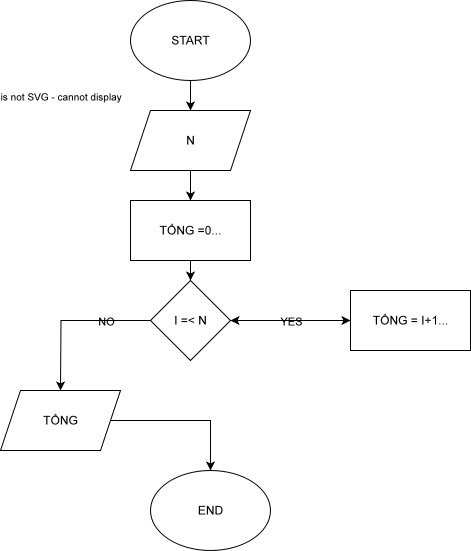 START
is not SVG - cannot display
N
TỔNG =0...
I =< N
NO
YES
TỔNG = I+1...
TỔNG
END